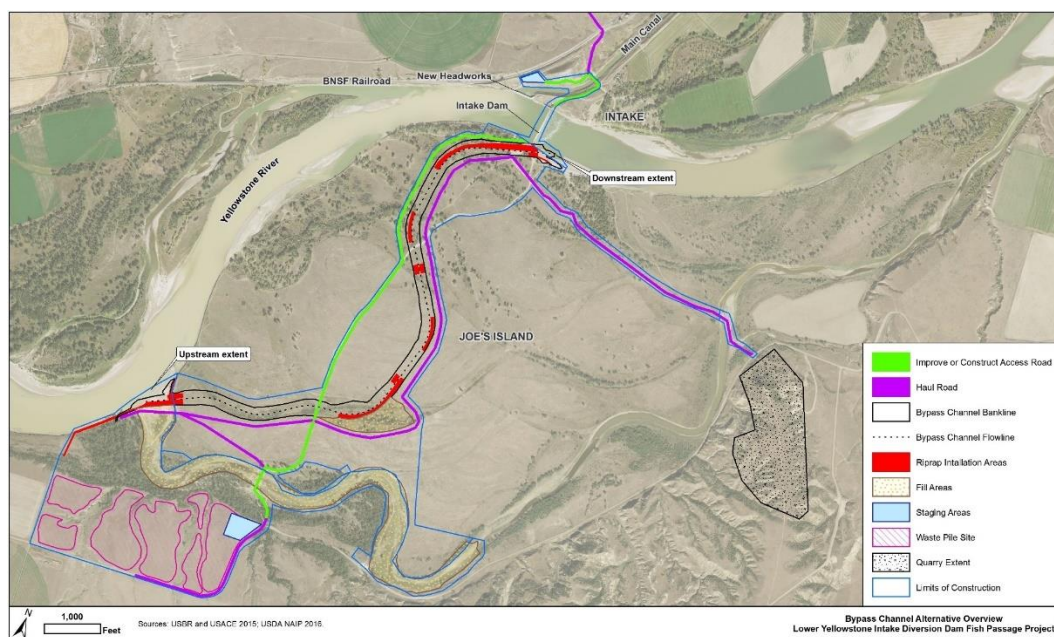 Main Canal
New Headworks
BNSF Railroad
Intake Dam
INTAKE
Downstream extent
Yellowstone River
JOE'S ISLAND
Upstream extent
Improve or Construct Access Road
Haul Road
Bypass Channel Bankline
Bypass Channel Flowline
Riprap Intallation Areas
Fill Areas
Staging Areas
Waste Pile Site
Quarry Extent
Limits of Construction
N
1,000
Feet
Sources: USBR and USACE 2015; USDA NAIP 2016.
Bypass Channel Alternative Overview
Lower Yellowstone Intake Diversion Dam Fish Passage Project